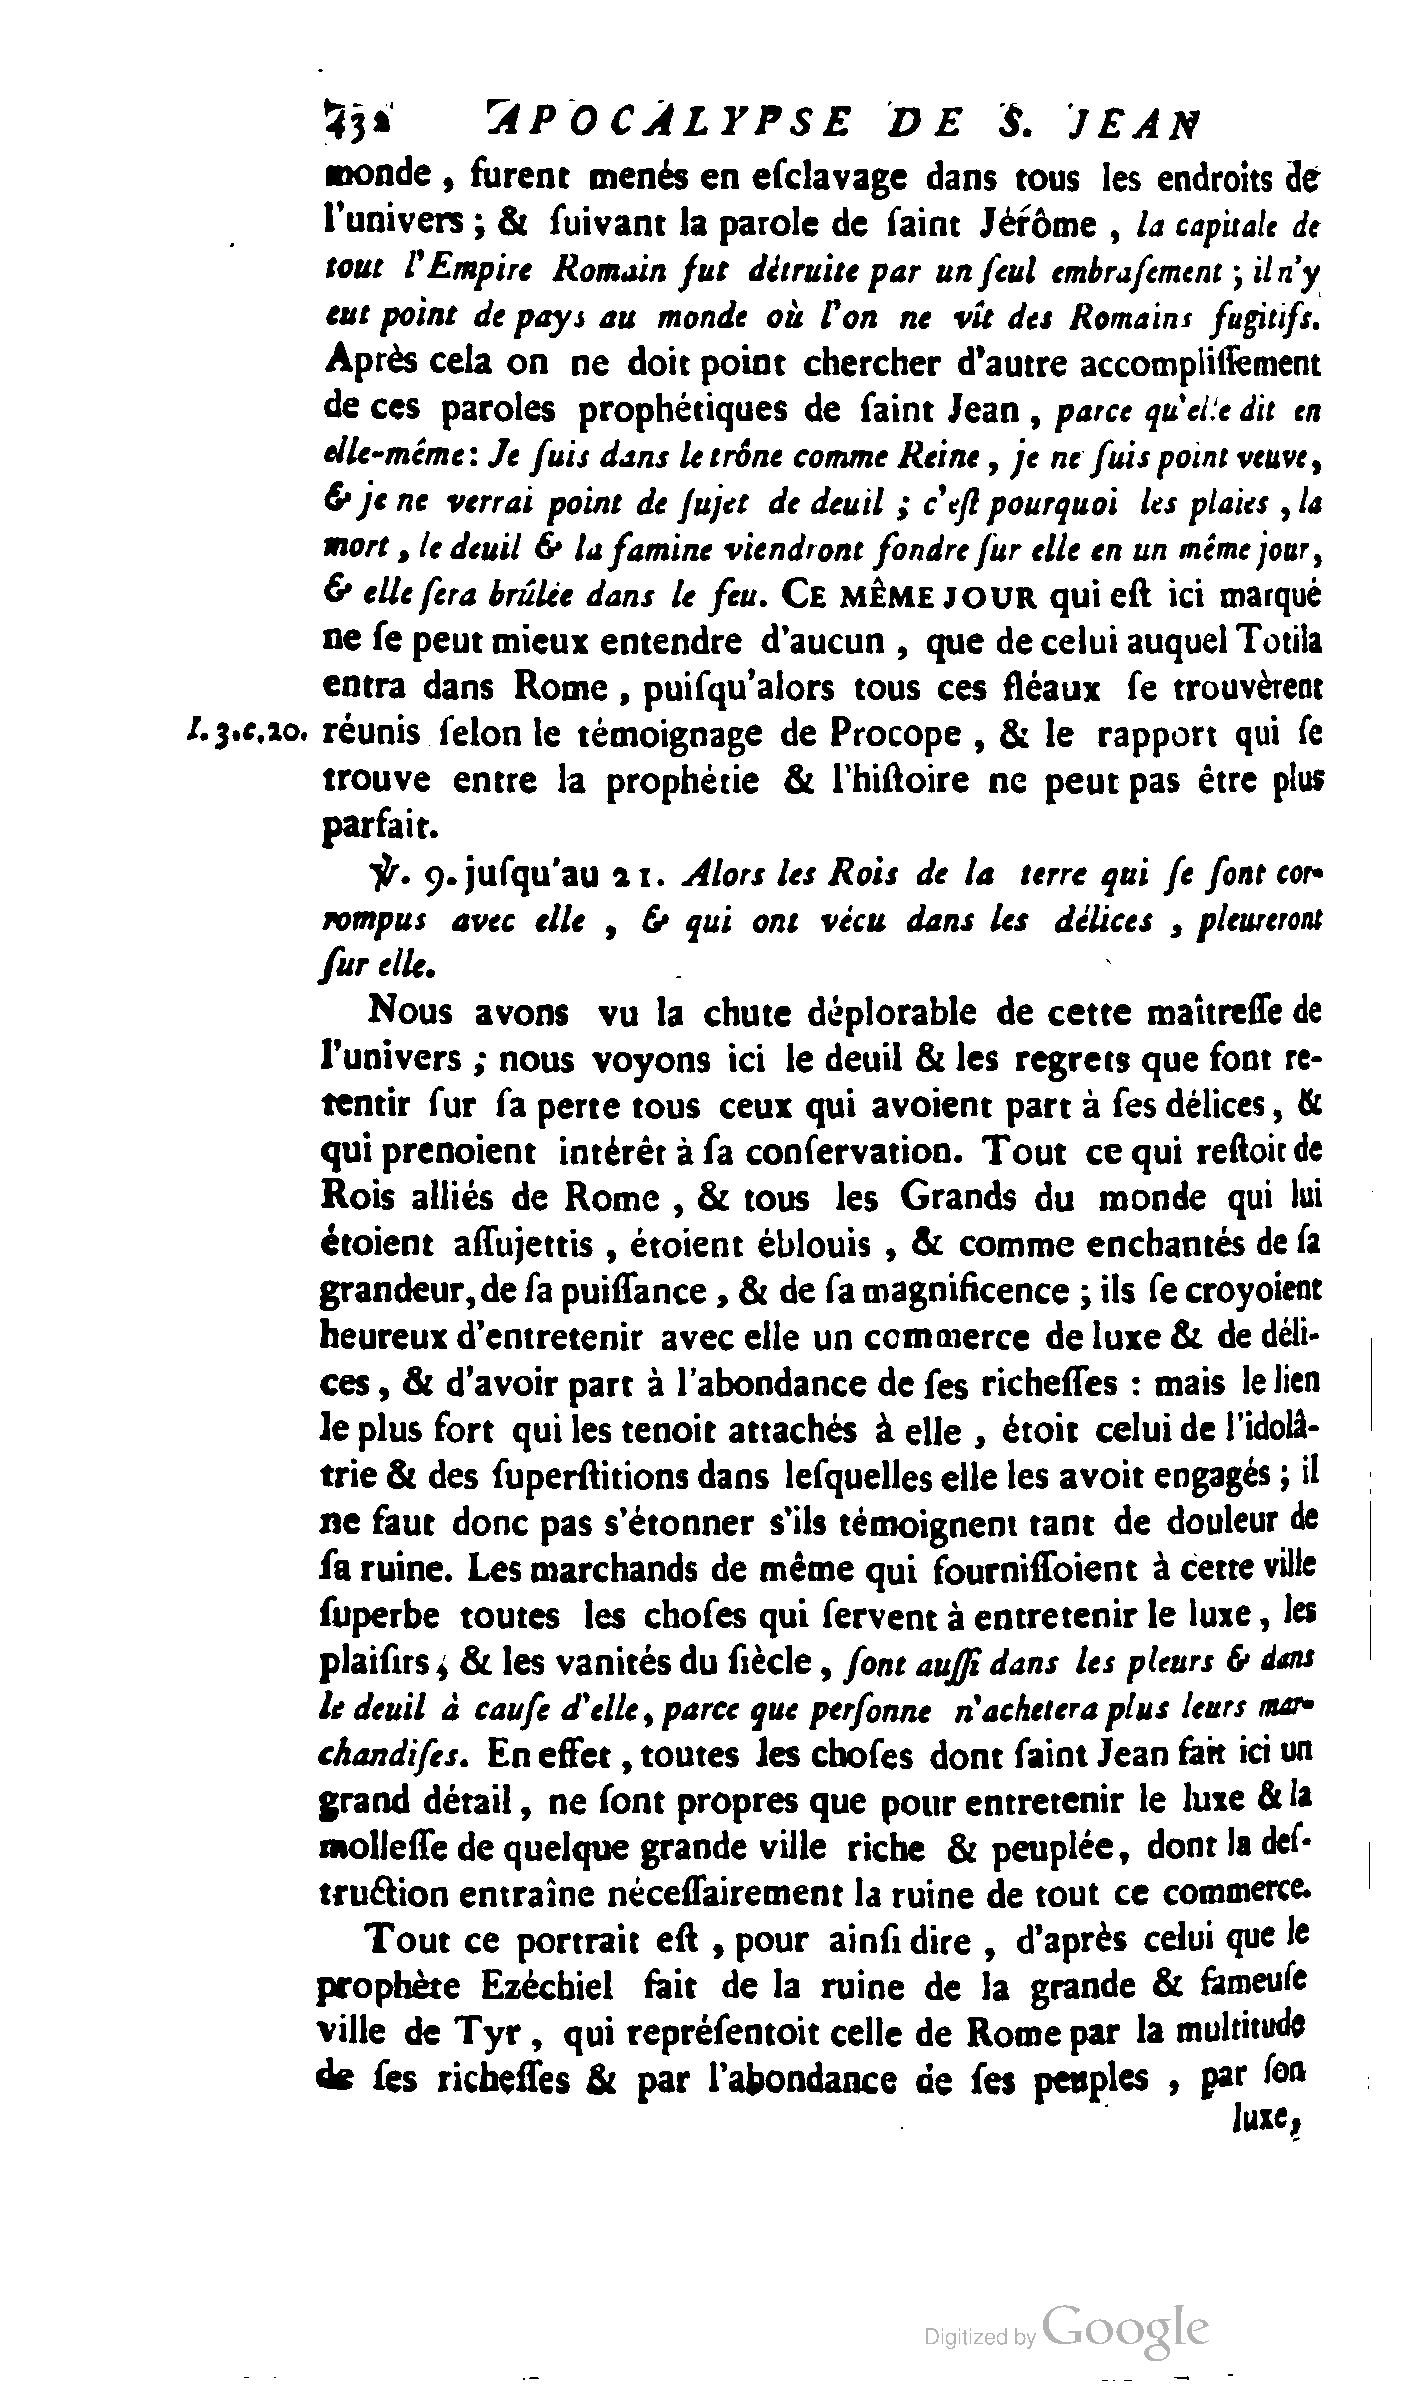 432 APOCALYPSE DE S. JEAN
monde, furent menés en eſclavage dans tous les endroits de
l'univers ; & ſuivant la parole de ſaint Jérôme, la capitale de
tout l'Empire Romain fut détruite par un ſeul embraſement ; il n'y
eut point de pays au monde où l'on ne vît des Romains fugitifs.
Après cela on ne doit point chercher d'autre accompliſſement
de ces paroles prophétiques de ſaint Jean, parce qu'elle dit en
elle-même : Je ſuis dans le trône comme Reine, je ne ſuis point veuve,
& je ne verrai point de ſujet de deuil ; c'eſt pourquoi les plaies, la
mort, le deuil & la famine viendront fondre ſur elle en un même jour,
& elle ſera brûlée dans le feu. CE MÊME JOUR qui eſt ici marqué
ne ſe peut mieux entendre d'aucun, que de celui auquel Totila
entra dans Rome, puiſqu'alors tous ces fléaux ſe trouvèrent
l. 3. c. 20. réunis ſelon le témoignage de Procope, & le rapport qui ſe
trouve entre la prophétie & l'hiſtoire ne peut pas être plus
parfait.
℣. 9. juſqu'au 21. Alors les Rois de la terre qui ſe ſont cor-
rompus avec elle, & qui ont vécu dans les délices, pleureront
ſur elle.
Nous avons vu la chute déplorable de cette maîtreſſe de
l'univers ; nous voyons ici le deuil & les regrets que font re-
tentir ſur ſa perte tous ceux qui avoient part à ſes délices, &
qui prenoient intérêt à ſa conſervation. Tout ce qui reſtoit de
Rois alliés de Rome, & tous les Grands du monde qui lui
étoient aſſujettis, étoient éblouis, & comme enchantés de ſa
grandeur, de ſa puiſſance, & de ſa magnificence ; ils ſe croyoient
heureux d'entretenir avec elle un commerce de luxe & de déli-
ces, & d'avoir part à l'abondance de ſes richeſſes : mais le lien
le plus fort qui les tenoit attachés à elle, étoit celui de l'idolâ-
trie & des ſuperſtitions dans leſquelles elle les avoit engagés ; il
ne faut donc pas s'étonner s'ils témoignent tant de douleur de
ſa ruine. Les marchands de même qui fourniſſoient à cette ville
ſuperbe toutes les choſes qui ſervent à entretenir le luxe, les
plaiſirs, & les vanités du ſiècle, ſont auſſi dans les pleurs & dans
le deuil à cauſe d'elle, parce que perſonne n'achetera plus leurs mar-
chandiſes. En effet, toutes les choſes dont ſaint Jean fait ici un
grand détail, ne ſont propres que pour entretenir le luxe & la
molleſſe de quelque grande ville riche & peuplée, dont la deſ-
truction entraîne néceſſairement la ruine de tout ce commerce.
Tout ce portrait eſt, pour ainſi dire, d'après celui que le
prophète Ezéchiel fait de la ruine de la grande & fameuſe
ville de Tyr, qui repréſentoit celle de Rome par la multitude
de ſes richeſſes & par l'abondance de ſes peuples, par ſon
luxe,
Digitized by Google